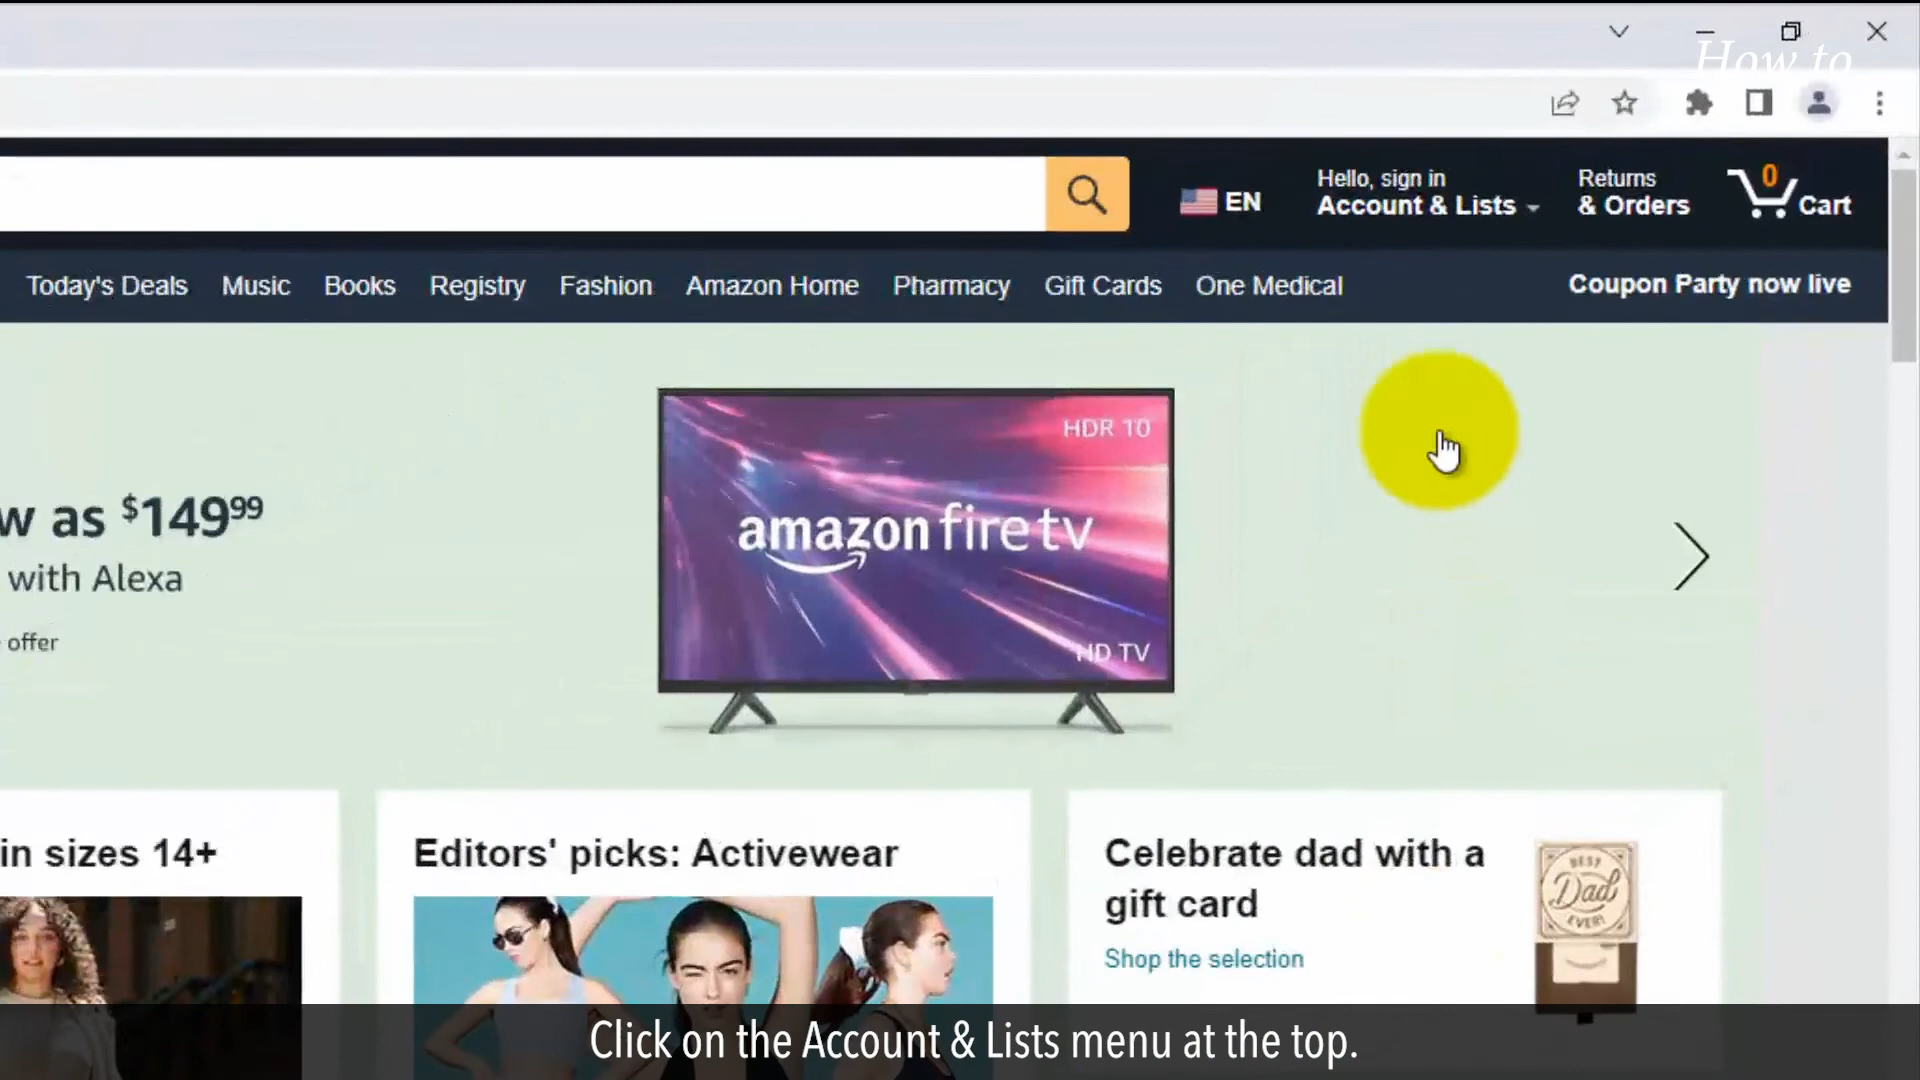 How to
EN
Hello, sign in
Account & Lists
Returns
& Orders
0
Cart
Today's Deals Music Books Registry Fashion Amazon Home Pharmacy Gift Cards One Medical Coupon Party now live
w as $149.99
with Alexa
offer
HDR 10
amazon fire tv
HD TV
in sizes 14+
Editors' picks: Activewear
Celebrate dad with a
gift card
Shop the selection
BEST
Dad
EVER!
Click on the Account & Lists menu at the top.